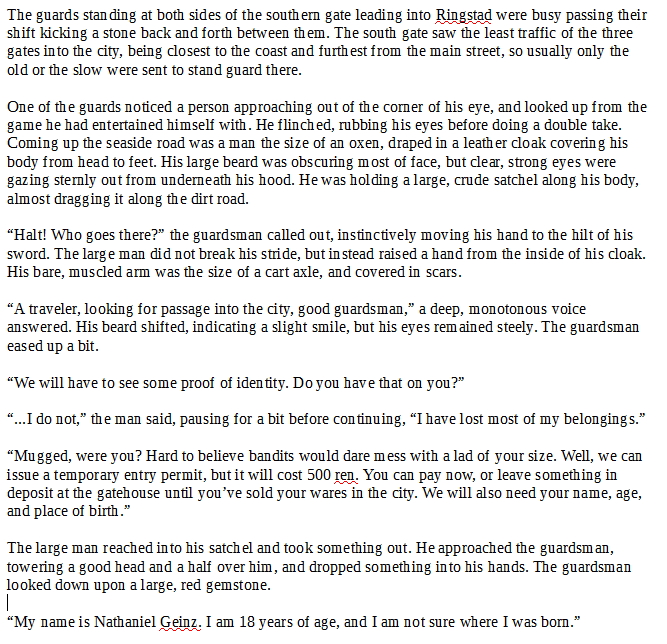 The guards standing at both sides of the southern gate leading into Ringstad were busy passing their
shift kicking a stone back and forth between them. The south gate saw the least traffic of the three
gates into the city, being closest to the coast and furthest from the main street, so usually only the
old or the slow were sent to stand guard there.
One of the guards noticed a person approaching out of the corner of his eye, and looked up from the
game he had entertained himself with. He flinched, rubbing his eyes before doing a double take.
Coming up the seaside road was a man the size of an oxen, draped in a leather cloak covering his
body from head to feet. His large beard was obscuring most of face, but clear, strong eyes were
gazing sternly out from underneath his hood. He was holding a large, crude satchel along his body,
almost dragging it along the dirt road.
“Halt! Who goes there?” the guardsman called out, instinctively moving his hand to the hilt of his
sword. The large man did not break his stride, but instead raised a hand from the inside of his cloak.
His bare, muscled arm was the size of a cart axle, and covered in scars.
“A traveler, looking for passage into the city, good guardsman,” a deep, monotonous voice
answered. His beard shifted, indicating a slight smile, but his eyes remained steely. The guardsman
eased up a bit.
“We will have to see some proof of identity. Do you have that on you?”
“...I do not,” the man said, pausing for a bit before continuing, “I have lost most of my belongings.”
“Mugged, were you? Hard to believe bandits would dare mess with a lad of your size. Well, we can
issue a temporary entry permit, but it will cost 500 ren. You can pay now, or leave something in
deposit at the gatehouse until you’ve sold your wares in the city. We will also need your name, age,
and place of birth.”
The large man reached into his satchel and took something out. He approached the guardsman,
towering a good head and a half over him, and dropped something into his hands. The guardsman
looked down upon a large, red gemstone.
“My name is Nathaniel Geinz. I am 18 years of age, and I am not sure where I was born.”